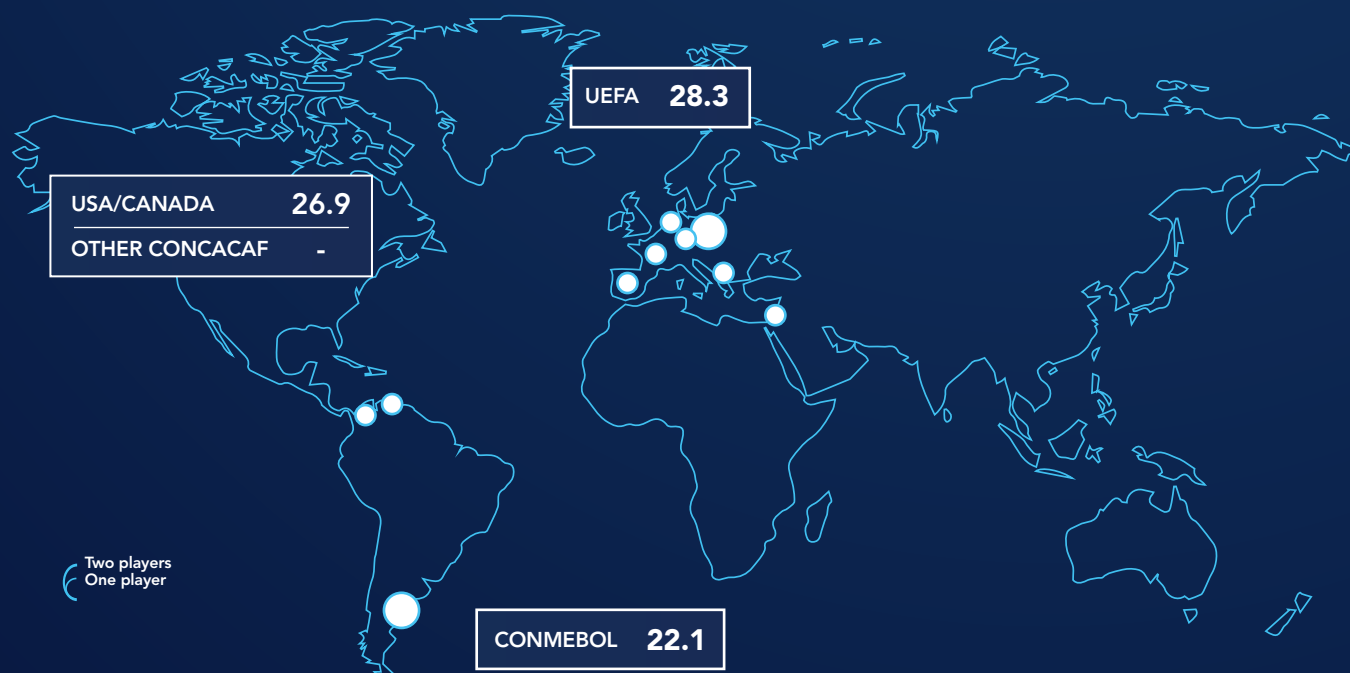 UEFA 28.3
USA/CANADA 26.9
OTHER CONCACAF -
Two players
One player
CONMEBOL 22.1